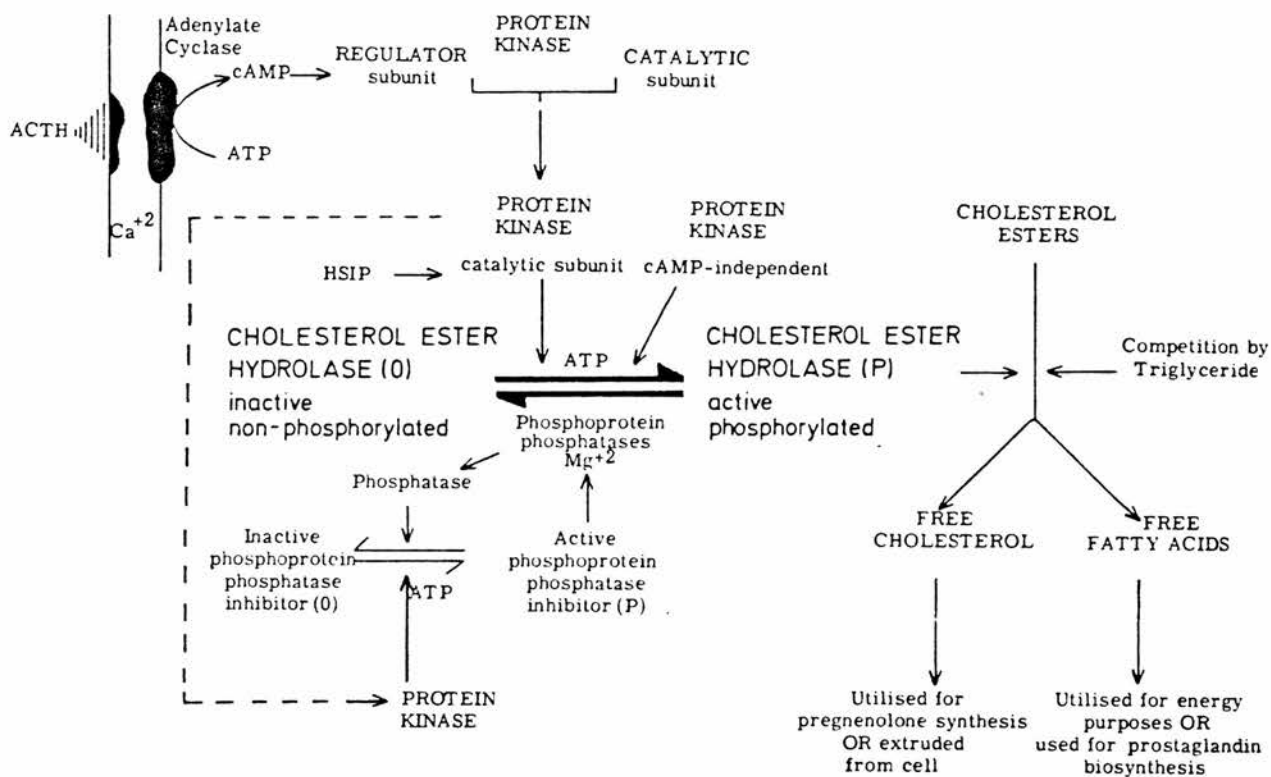 Adenylate
Cyclase
cAMP
ATP
ACTH
Ca+2
REGULATOR
subunit
PROTEIN
KINASE
CATALYTIC
subunit
PROTEIN
KINASE
catalytic subunit
HSIP
PROTEIN
KINASE
cAMP-independent
CHOLESTEROL
ESTERS
CHOLESTEROL ESTER
HYDROLASE (O)
inactive
non-phosphorylated
ATP
CHOLESTEROL ESTER
HYDROLASE (P)
active
phosphorylated
Competition by
Triglyceride
Phosphoprotein
phosphatases
Mg+2
Phosphatase
Inactive
phosphoprotein
phosphatase
inhibitor (O)
ATP
Active
phosphoprotein
phosphatase
inhibitor (P)
PROTEIN
KINASE
FREE
CHOLESTEROL
FREE
FATTY ACIDS
Utilised for
pregnenolone synthesis
OR extruded
from cell
Utilised for energy
purposes OR
used for prostaglandin
biosynthesis